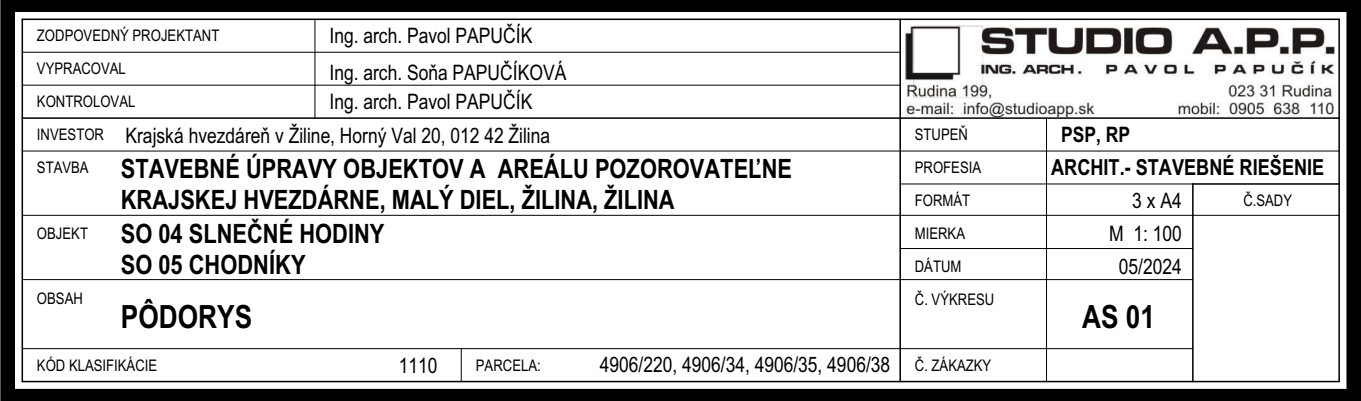 ZODPOVEDNÝ PROJEKTANT Ing. arch. Pavol PAPUČÍK
VYPRACOVAL Ing. arch. Soňa PAPUČÍKOVÁ
KONTROLOVAL Ing. arch. Pavol PAPUČÍK
STUDIO A.P.P.
ING. ARCH. PAVOL PAPUČÍK
Rudina 199, 023 31 Rudina
e-mail: info@studioapp.sk mobil: 0905 638 110
INVESTOR Krajská hvezdáreň v Žiline, Horný Val 20, 012 42 Žilina
STAVBA STAVEBNÉ ÚPRAVY OBJEKTOV A AREÁLU POZOROVATEĽNE
KRAJSKEJ HVEZDÁRNE, MALÝ DIEL, ŽILINA, ŽILINA
OBJEKT SO 04 SLNEČNÉ HODINY
SO 05 CHODNÍKY
OBSAH PÔDORYS
KÓD KLASIFIKÁCIE 1110 PARCELA: 4906/220, 4906/34, 4906/35, 4906/38
STUPEŇ PSP, RP
PROFESIA ARCHIT.- STAVEBNÉ RIEŠENIE
FORMÁT 3 x A4 Č.SADY
MIERKA M 1: 100
DÁTUM 05/2024
Č. VÝKRESU AS 01
Č. ZÁKAZKY